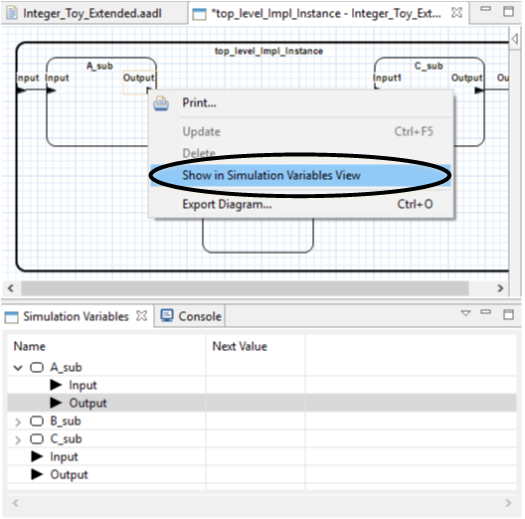 Integer_Toy_Extended.aadl
*top_level_Impl_Instance - Integer_Toy_Ext...
top_level_Impl_Instance
A_sub
C_sub
Input Input Output
Input1 Output Ou
Print...
Update Ctrl+F5
Delete
Show in Simulation Variables View
Export Diagram... Ctrl+O
Simulation Variables Console
Name Next Value
A_sub
Input
Output
B_sub
C_sub
Input
Output